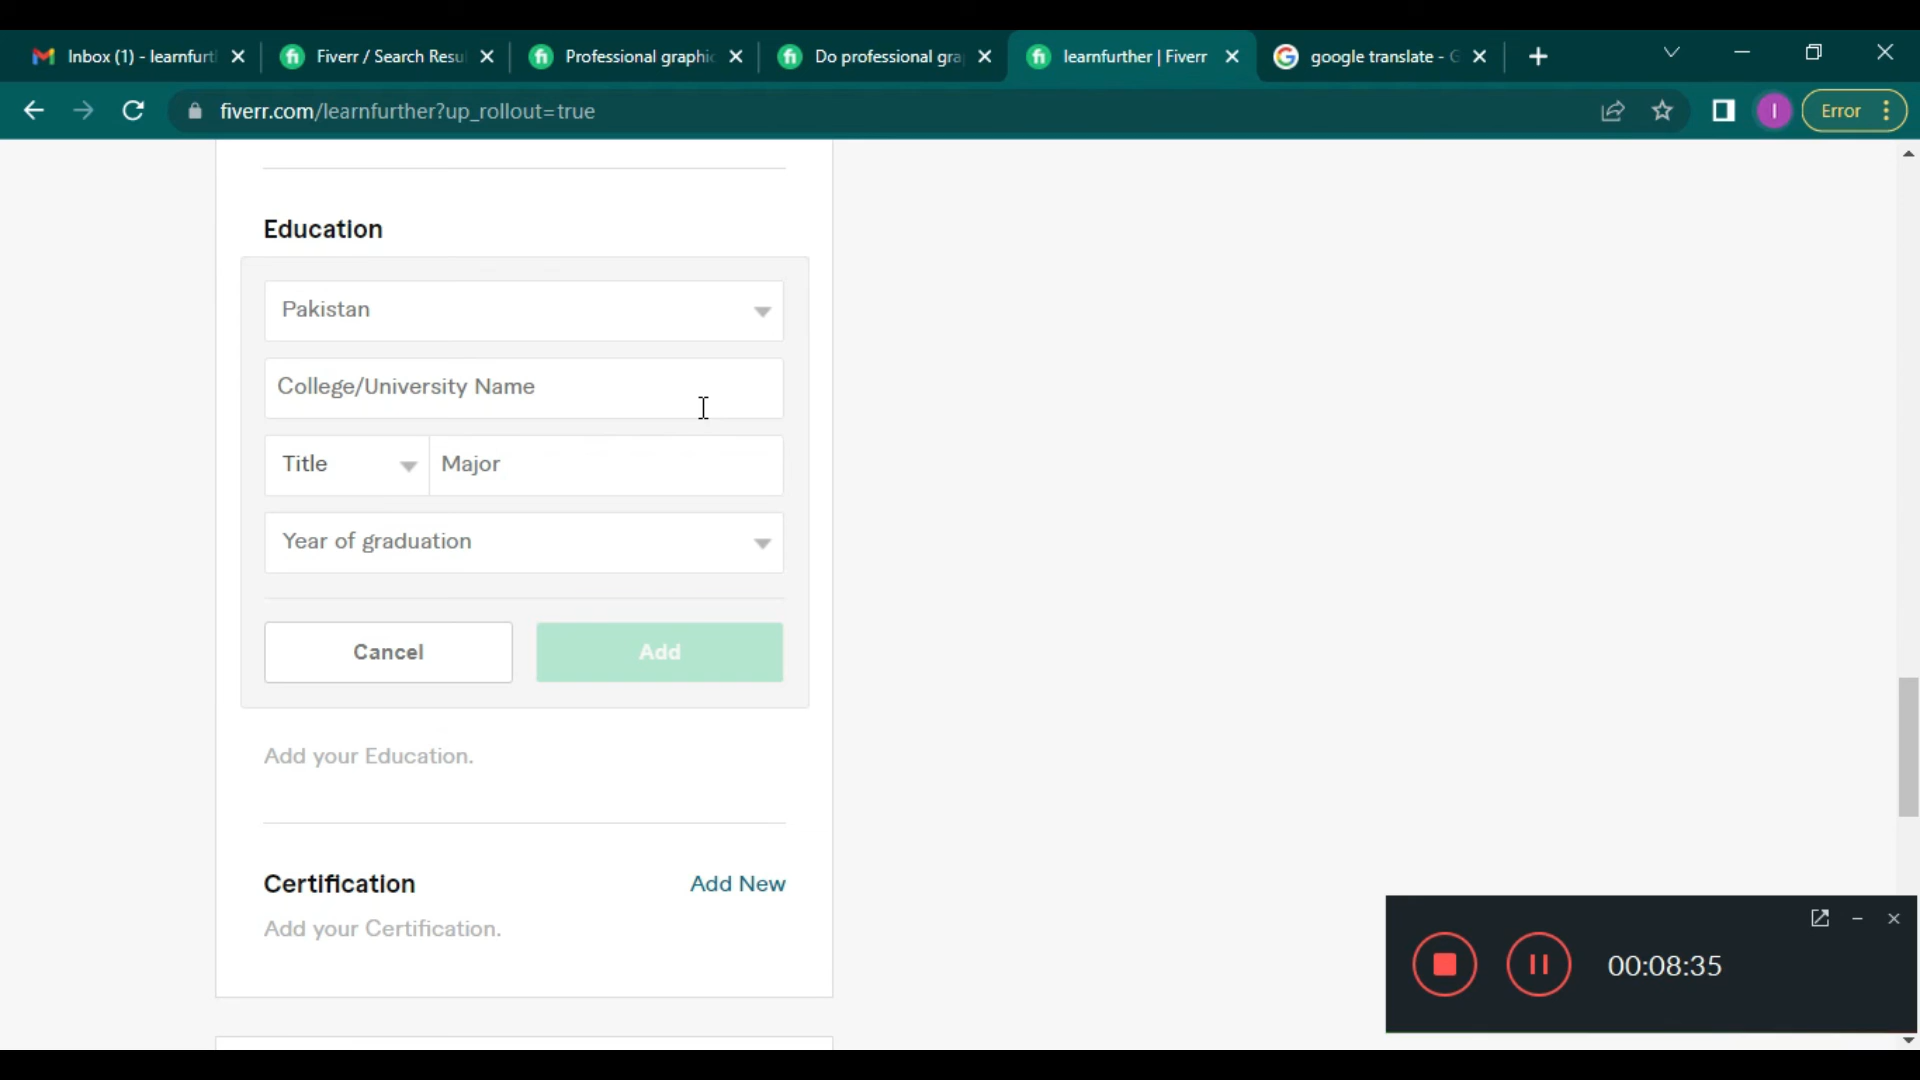 Inbox (1) - learnfurt
Fiverr / Search Resu
Professional graphic
Do professional gra
learnfurther | Fiverr
google translate - G
fiverr.com/learnfurther?up_rollout=true
I
Error
Education
Pakistan
College/University Name
Title
Major
Year of graduation
Cancel
Add
Add your Education.
Certification
Add New
Add your Certification.
00:08:35